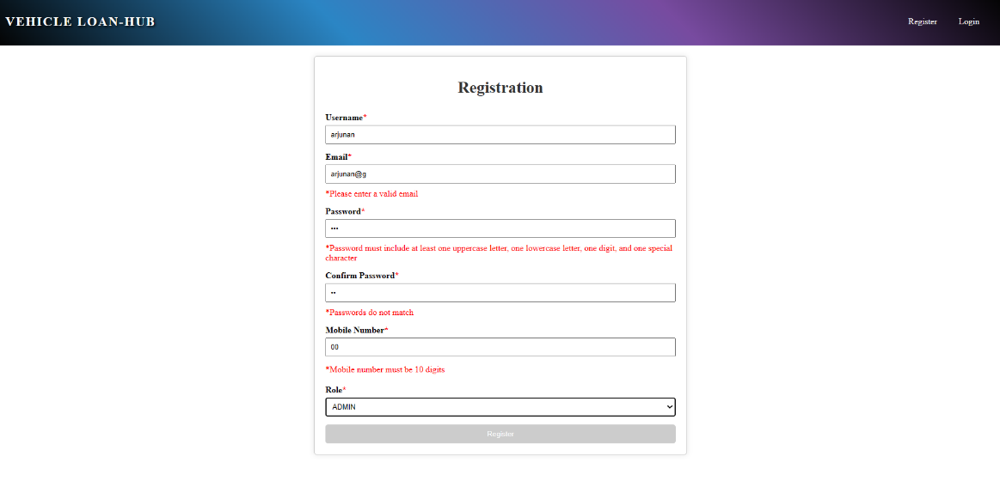 VEHICLE LOAN-HUB
Register
Login
Registration
Username*
arjunan
Email*
arjunan@g
*Please enter a valid email
Password*
•••
*Password must include at least one uppercase letter, one lowercase letter, one digit, and one special
character
Confirm Password*
••
*Passwords do not match
Mobile Number*
00
*Mobile number must be 10 digits
Role*
ADMIN
Register